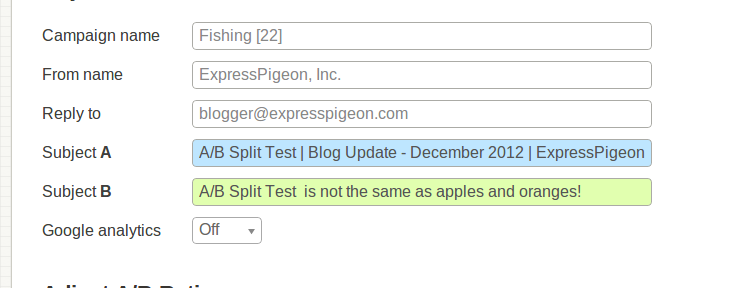 Campaign name Fishing [22]
From name ExpressPigeon, Inc.
Reply to blogger@expresspigeon.com
Subject A A/B Split Test | Blog Update - December 2012 | ExpressPigeon
Subject B A/B Split Test  is not the same as apples and oranges!
Google analytics Off